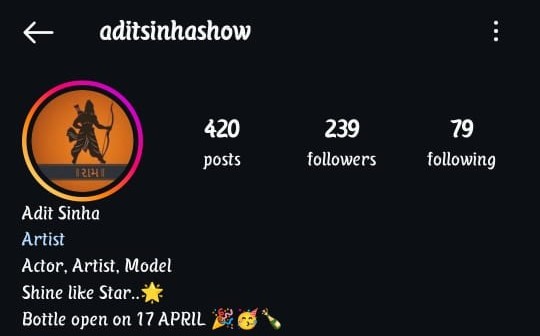 aditsinhashow
420 239 79
posts followers following
॥રામ॥
Adit Sinha
Artist
Actor, Artist, Model
Shine like Star..🌟
Bottle open on 17 APRIL 🎉🥳🍾